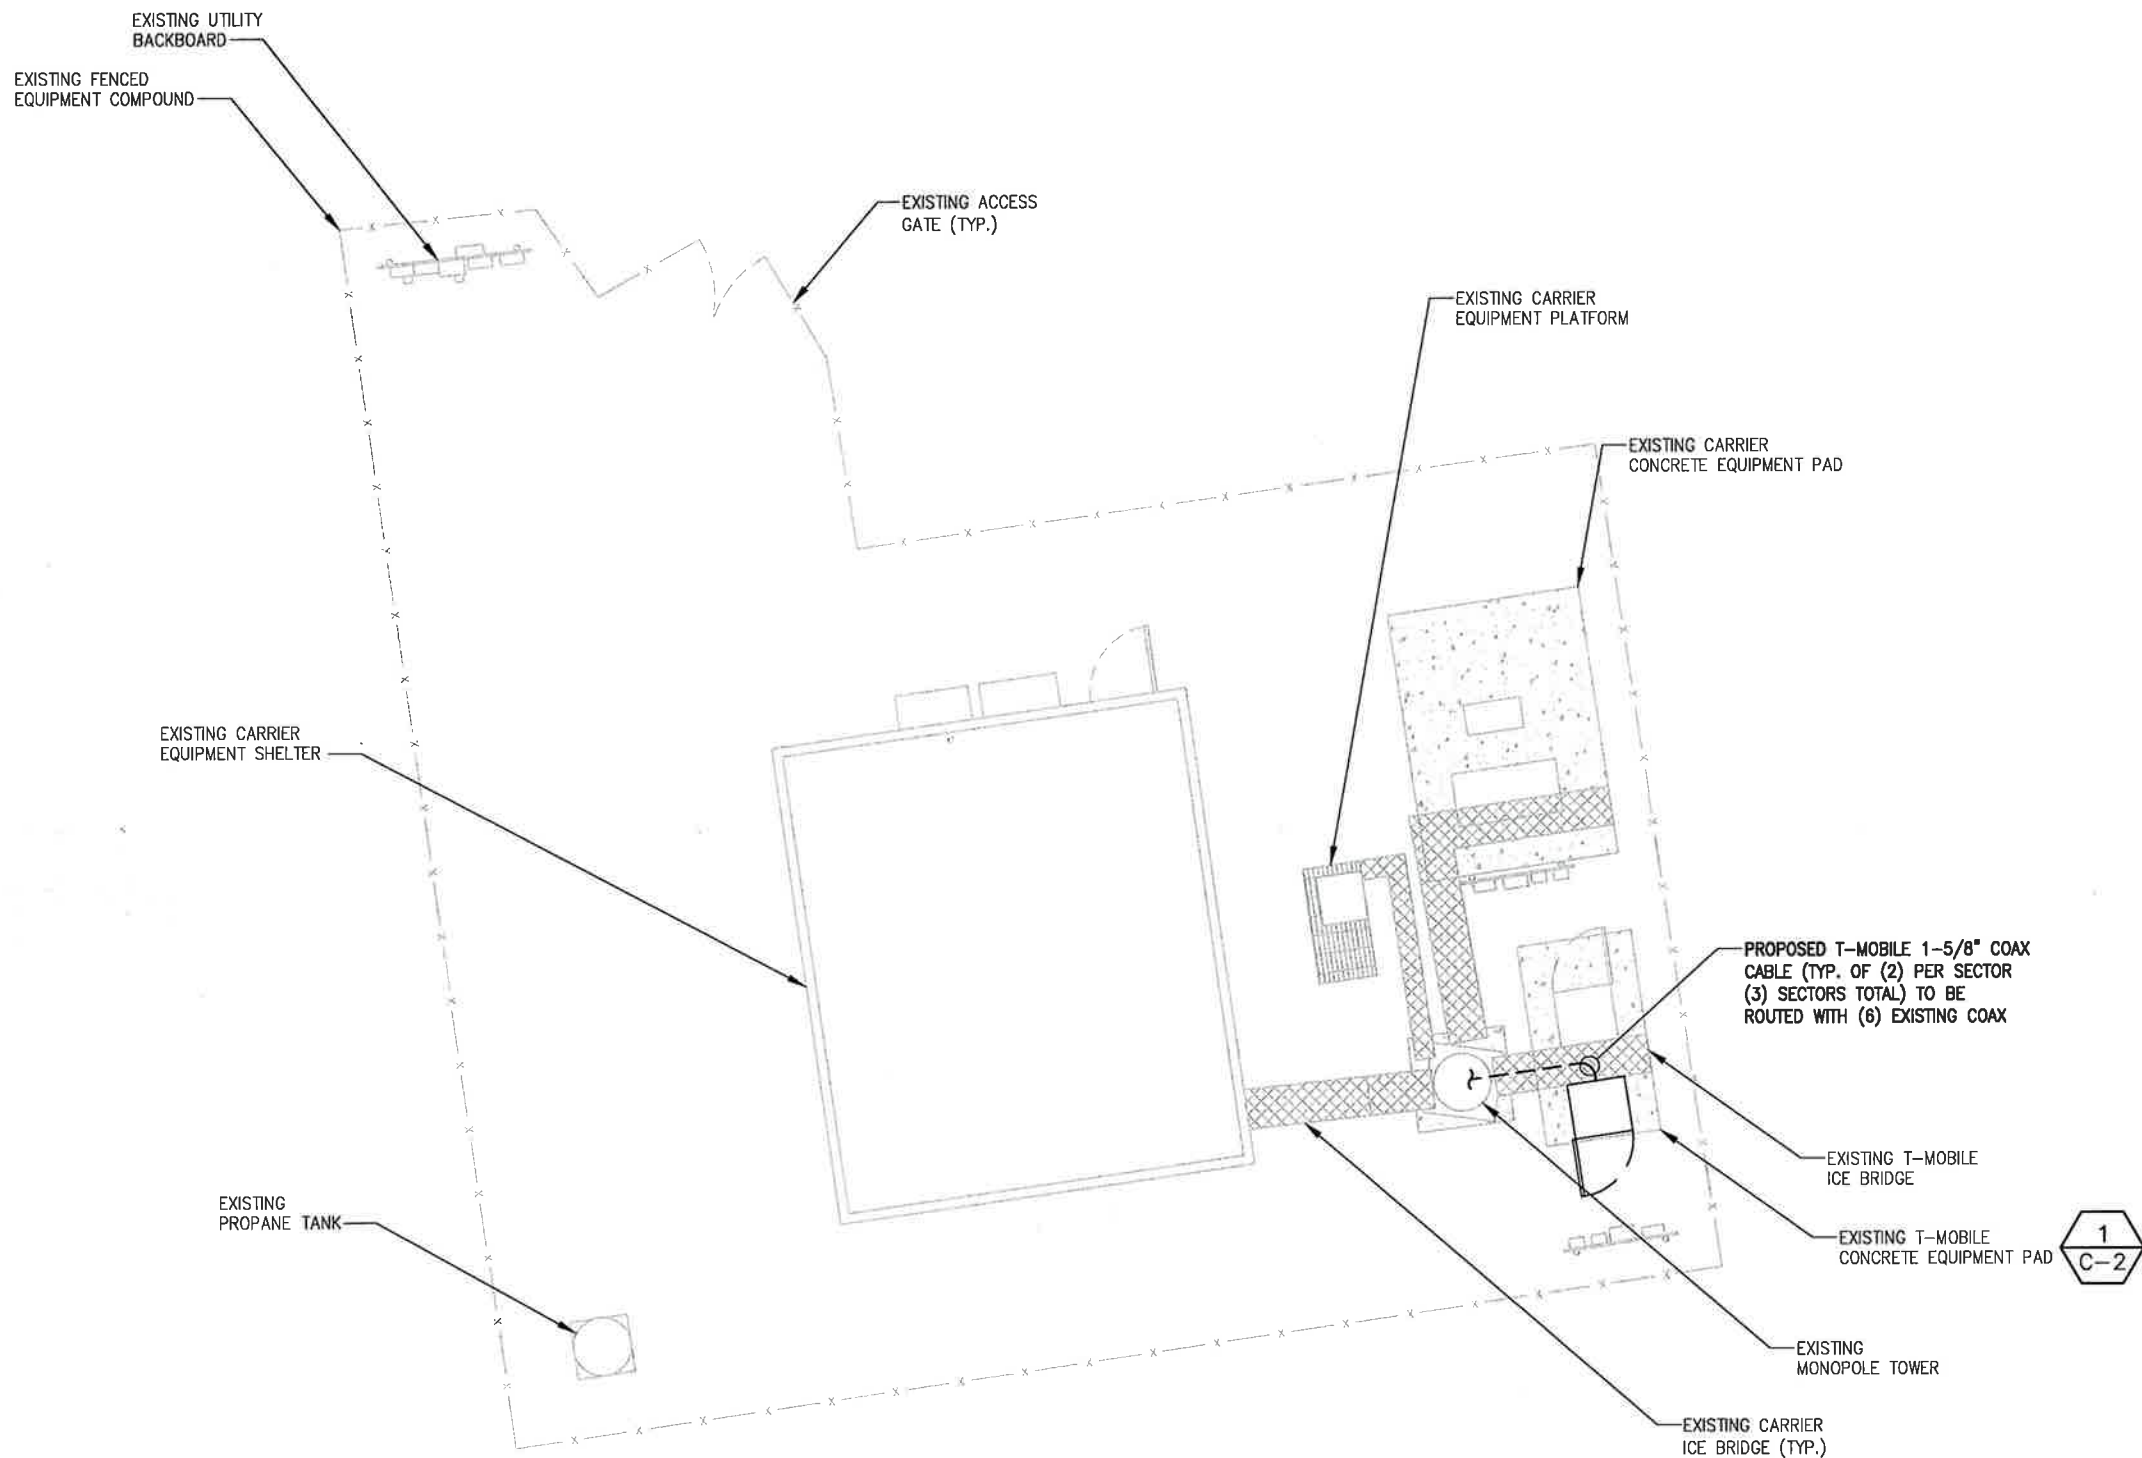 EXISTING UTILITY
BACKBOARD
EXISTING FENCED
EQUIPMENT COMPOUND
EXISTING ACCESS
GATE (TYP.)
EXISTING CARRIER
EQUIPMENT PLATFORM
EXISTING CARRIER
CONCRETE EQUIPMENT PAD
EXISTING CARRIER
EQUIPMENT SHELTER
PROPOSED T-MOBILE 1-5/8" COAX
CABLE (TYP. OF (2) PER SECTOR
(3) SECTORS TOTAL) TO BE
ROUTED WITH (6) EXISTING COAX
EXISTING T-MOBILE
ICE BRIDGE
EXISTING
PROPANE TANK
EXISTING T-MOBILE
CONCRETE EQUIPMENT PAD
1
C-2
EXISTING
MONOPOLE TOWER
EXISTING CARRIER
ICE BRIDGE (TYP.)